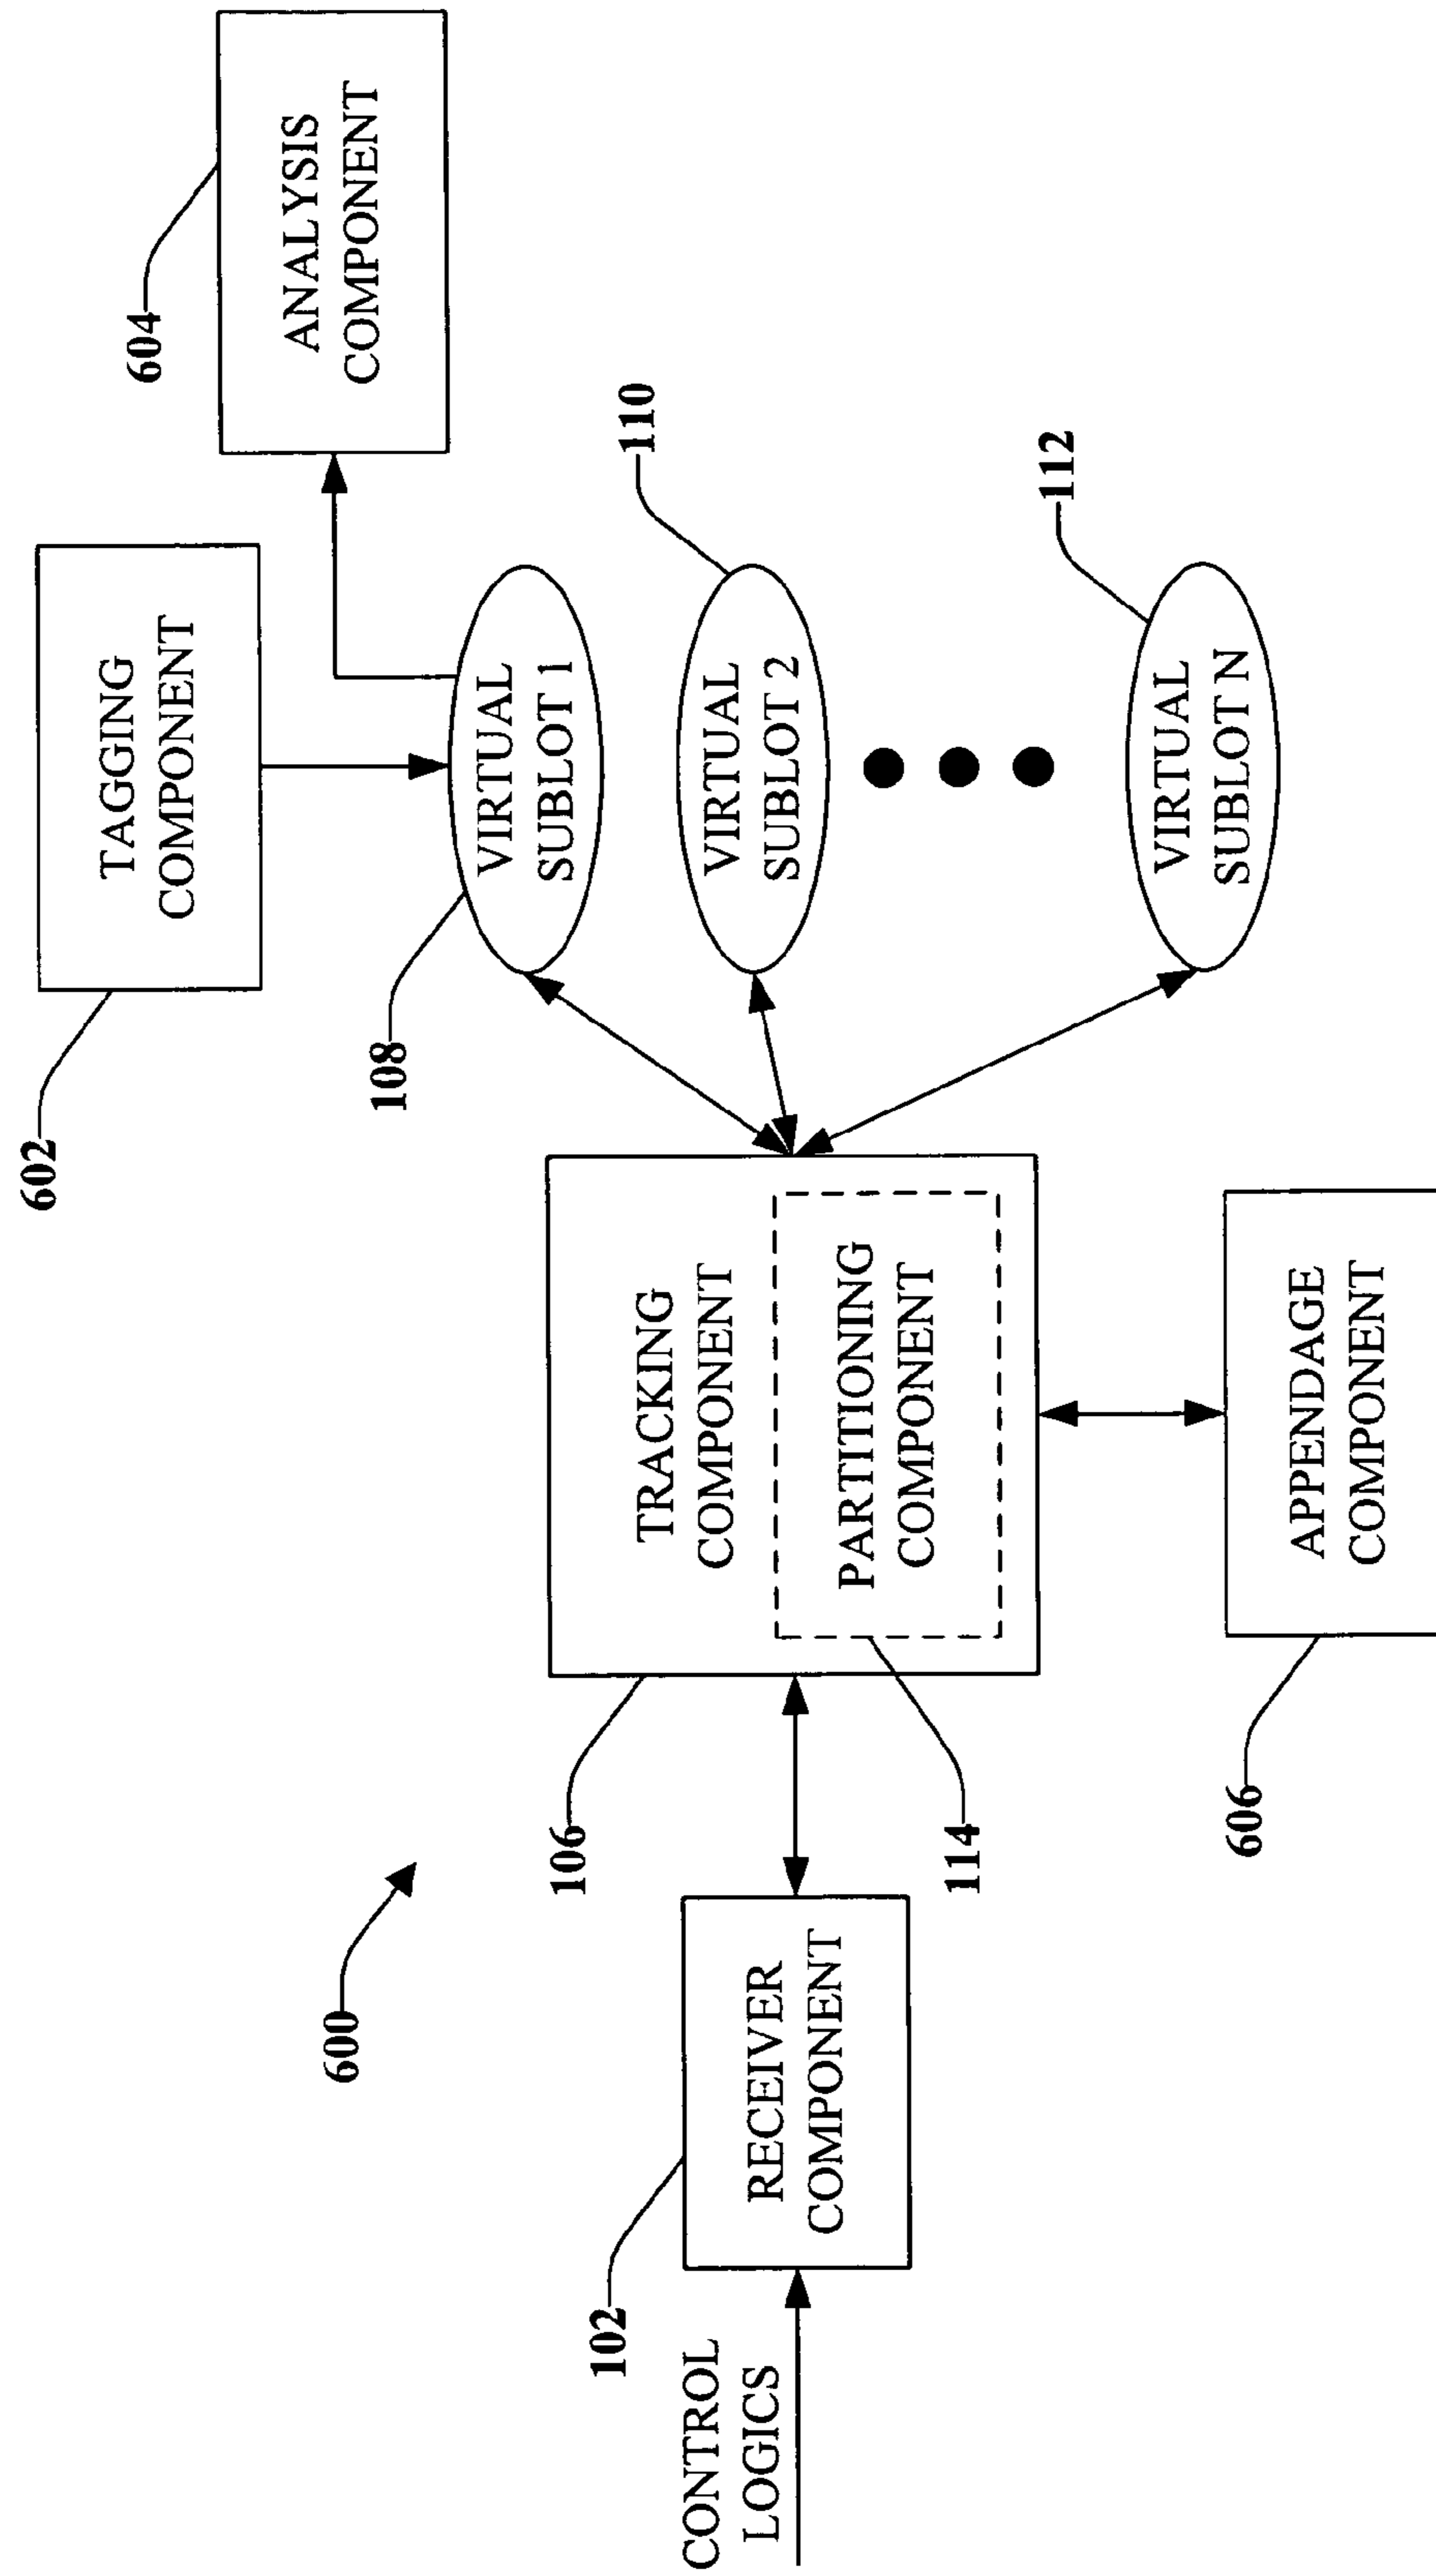 602
TAGGING
COMPONENT
604
ANALYSIS
COMPONENT
600
108
VIRTUAL
SUBLOT 1
110
VIRTUAL
SUBLOT 2
112
VIRTUAL
SUBLOT N
106
TRACKING
COMPONENT
114
PARTITIONING
COMPONENT
102
RECEIVER
COMPONENT
CONTROL
LOGICS
606
APPENDAGE
COMPONENT